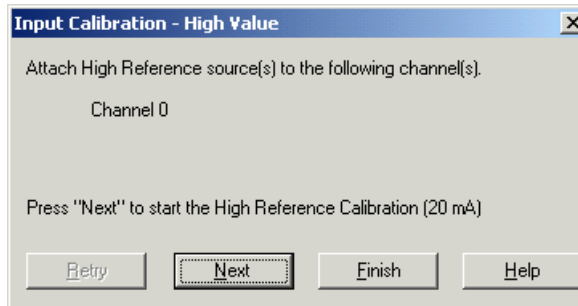 Input Calibration - High Value
Attach High Reference source(s) to the following channel(s).
Channel 0
Press "Next" to start the High Reference Calibration (20 mA)
Retry Next Finish Help